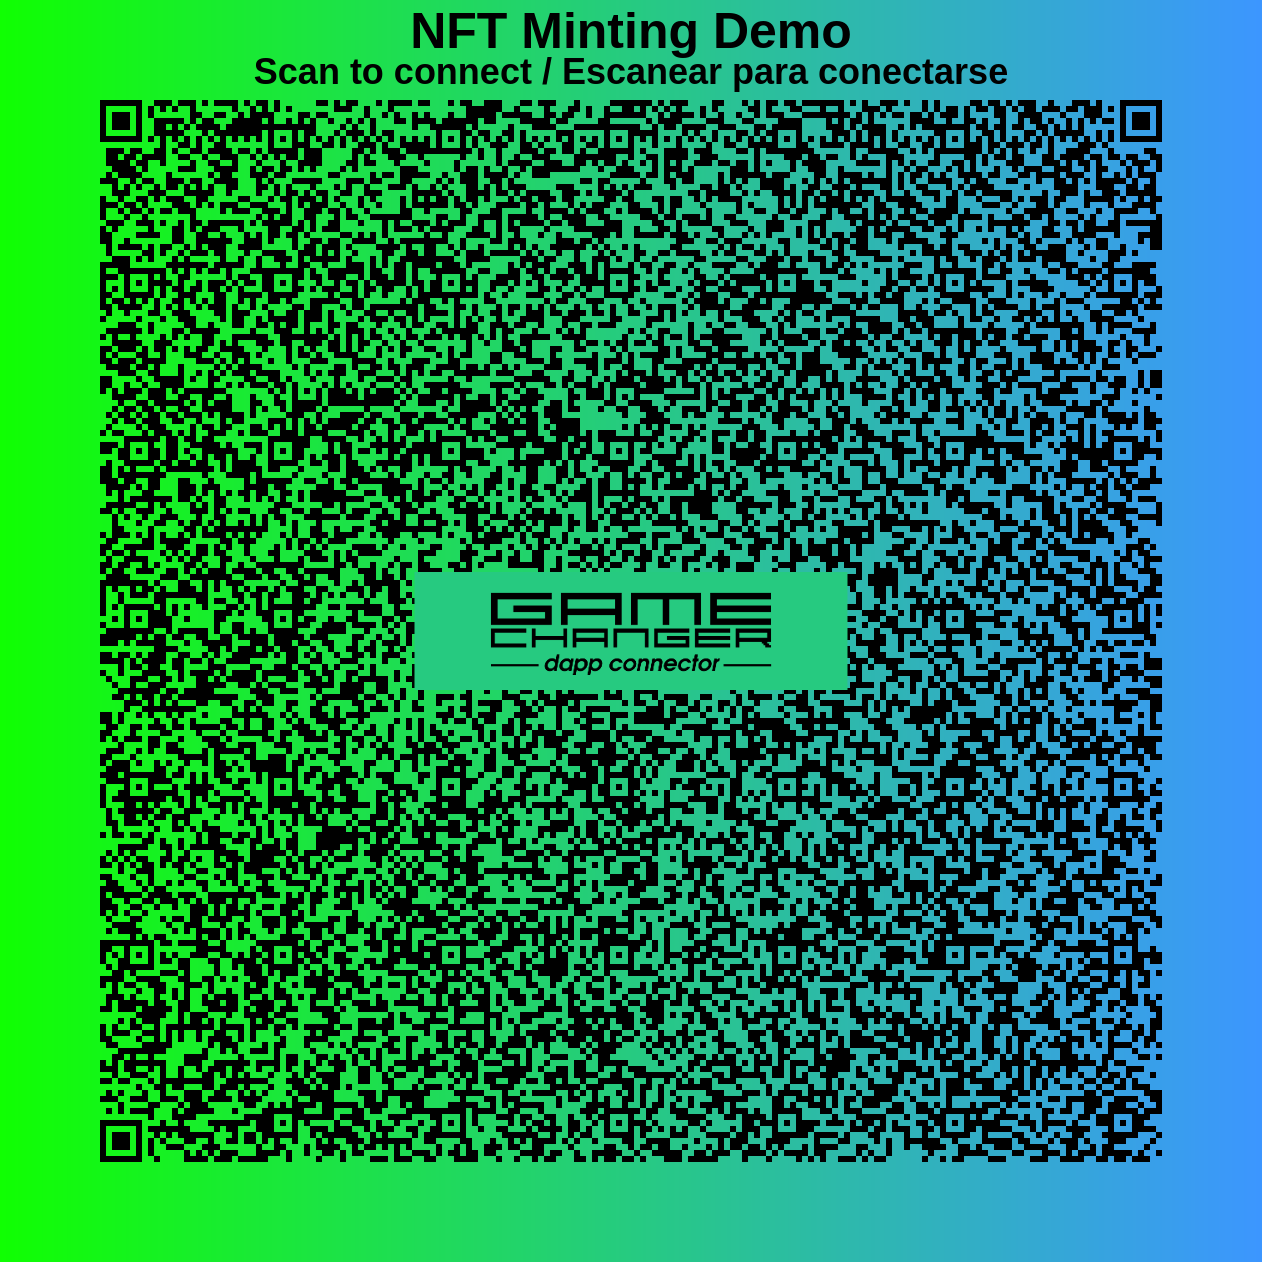 NFT Minting Demo
Scan to connect / Escanear para conectarse
GAME
CHANGER
dapp connector